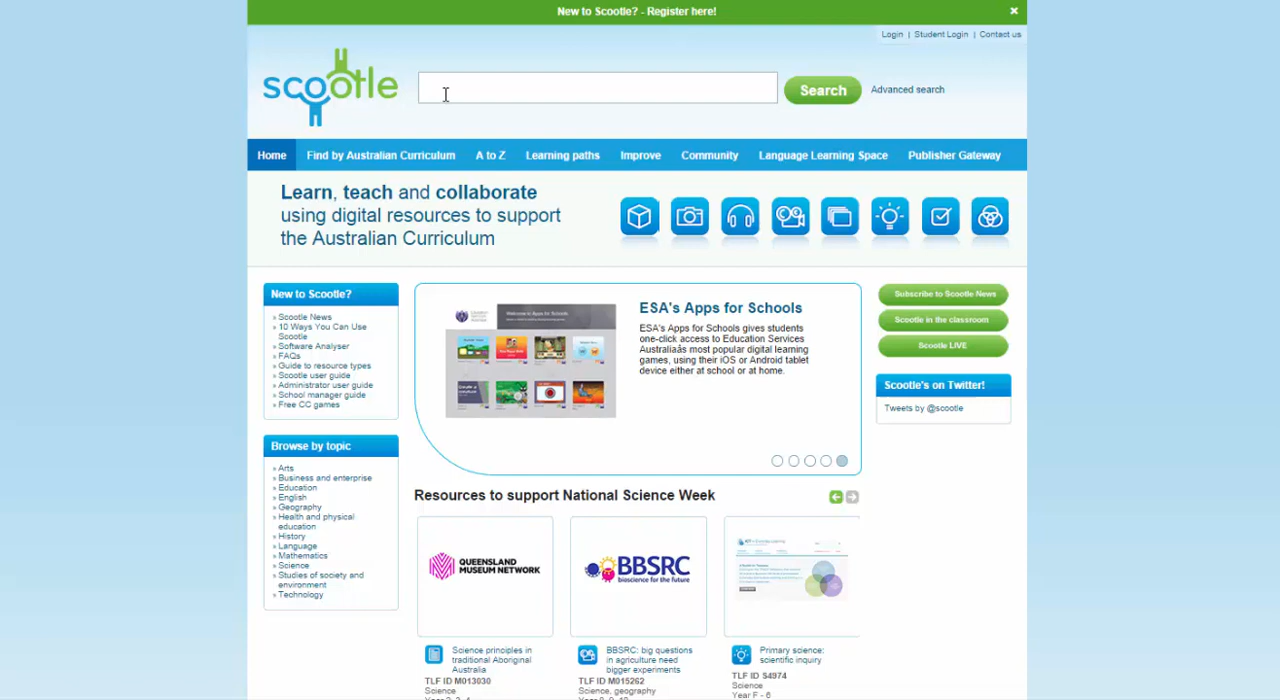 New to Scootle? - Register here!
×
Login | Student Login | Contact us
scootle
Search
Advanced search
Home
Find by Australian Curriculum
A to Z
Learning paths
Improve
Community
Language Learning Space
Publisher Gateway
Learn, teach and collaborate
using digital resources to support
the Australian Curriculum
New to Scootle?
» Scootle News
» 10 Ways You Can Use
Scootle
» Software Analyser
» FAQs
» Guide to resource types
» Scootle user guide
» Administrator user guide
» School manager guide
» Free CC games
Browse by topic
» Arts
» Business and enterprise
» Education
» English
» Geography
» Health and physical
education
» History
» Language
» Mathematics
» Science
» Studies of society and
environment
» Technology
Welcome to Apps for Schools
ESA's Apps for Schools
ESA's Apps for Schools gives students
one-click access to Education Services
Australiaâs most popular digital learning
games, using their iOS or Android tablet
device either at school or at home.
Subscribe to Scootle News
Scootle in the classroom
Scootle LIVE
Scootle's on Twitter!
Tweets by @scootle
Resources to support National Science Week
QUEENSLAND
MUSEUM NETWORK
BBSRC
bioscience for the future
Science principles in
traditional Aboriginal
Australia
TLF ID M013030
Science
BBSRC: big questions
in agriculture need
bigger experiments
TLF ID M015262
Science, geography
Primary science:
scientific inquiry
TLF ID S4974
Science
Year F - 6